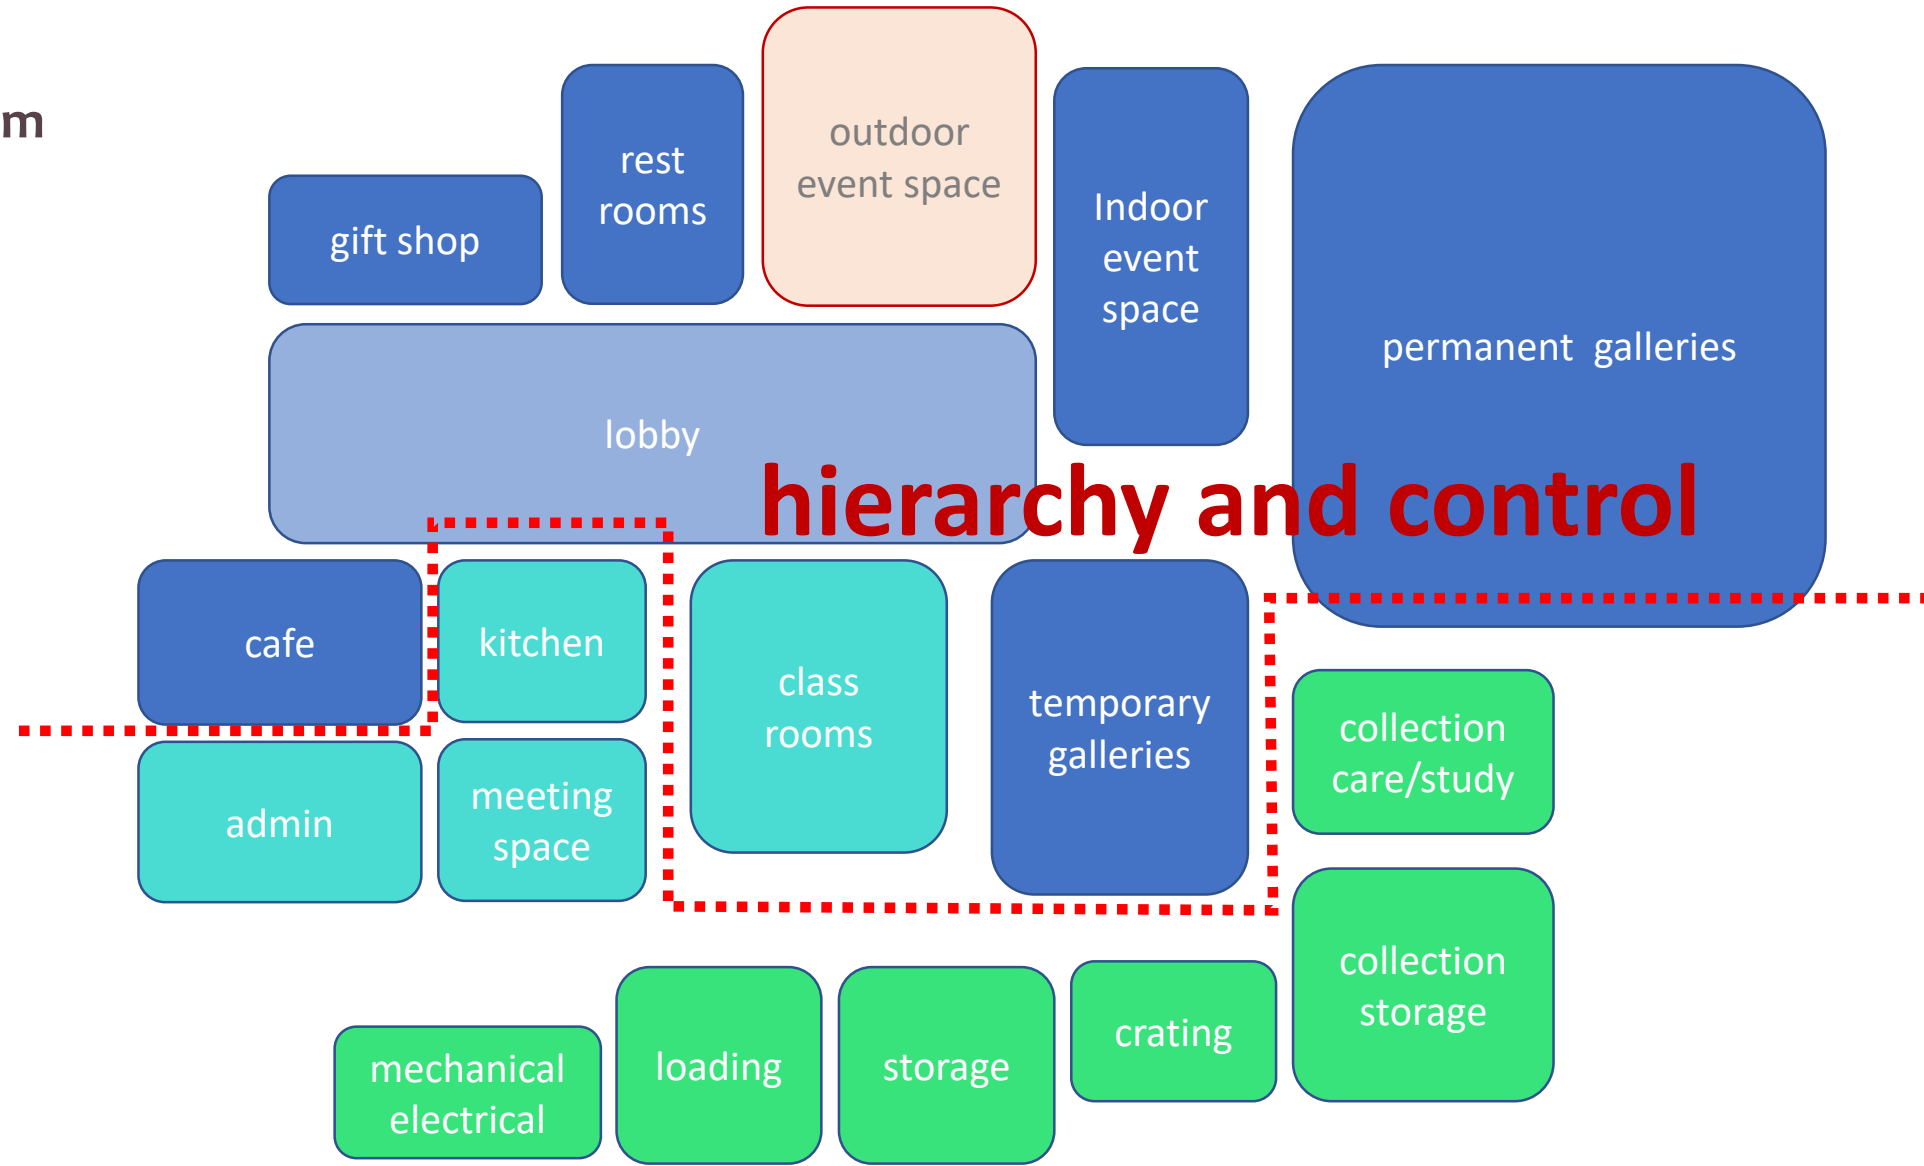 m
gift shop
rest
rooms
outdoor
event space
Indoor
event
space
permanent galleries
lobby
hierarchy and control
cafe
kitchen
class
rooms
temporary
galleries
collection
care/study
admin
meeting
space
collection
storage
mechanical
electrical
loading
storage
crating